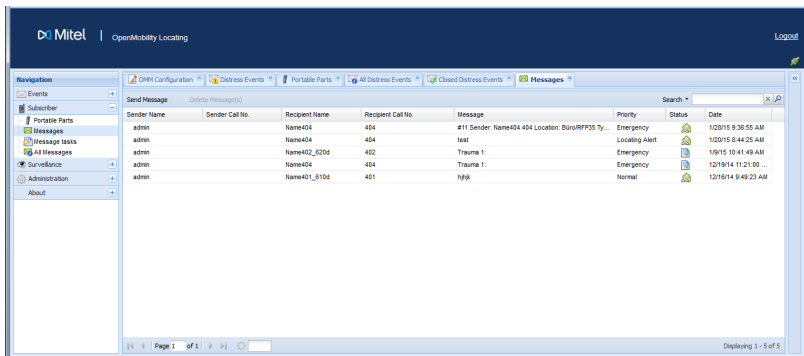 Mitel | OpenMobility Locating
Logout
Navigation
Events
Subscriber
Portable Parts
Messages
Message tasks
All Messages
Surveillance
Administration
About
OMM Configuration Distress Events Portable Parts All Distress Events Closed Distress Events Messages
Send Message Delete Message(s) Search
Sender Name Sender Call No. Recipient Name Recipient Call No. Message Priority Status Date
admin Name404 404 #11 Sender: Name404 404 Location: Büro/RFP35 Ty... Emergency 1/28/15 9:36:55 AM
admin Name404 404 test Locating Alert 1/20/15 8:44:25 AM
admin Name402_620d 402 Trauma 1: Emergency 1/9/15 10:41:49 AM
admin Name404 404 Trauma 1: Emergency 12/19/14 11:21:00 ...
admin Name401_610d 401 hjhjk Normal 12/16/14 9:49:23 AM
Page 1 of 1 Displaying 1 - 5 of 5